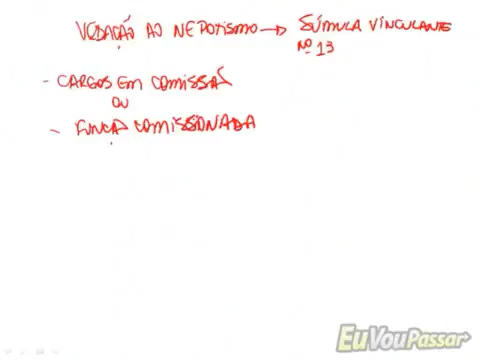 VEDAÇÃO AO NEPOTISMO → SÚMULA VINCULANTE
Nº 13
- CARGOS EM COMISSÃO
OU
- FUNÇÃO COMISSIONADA
EuVouPassar